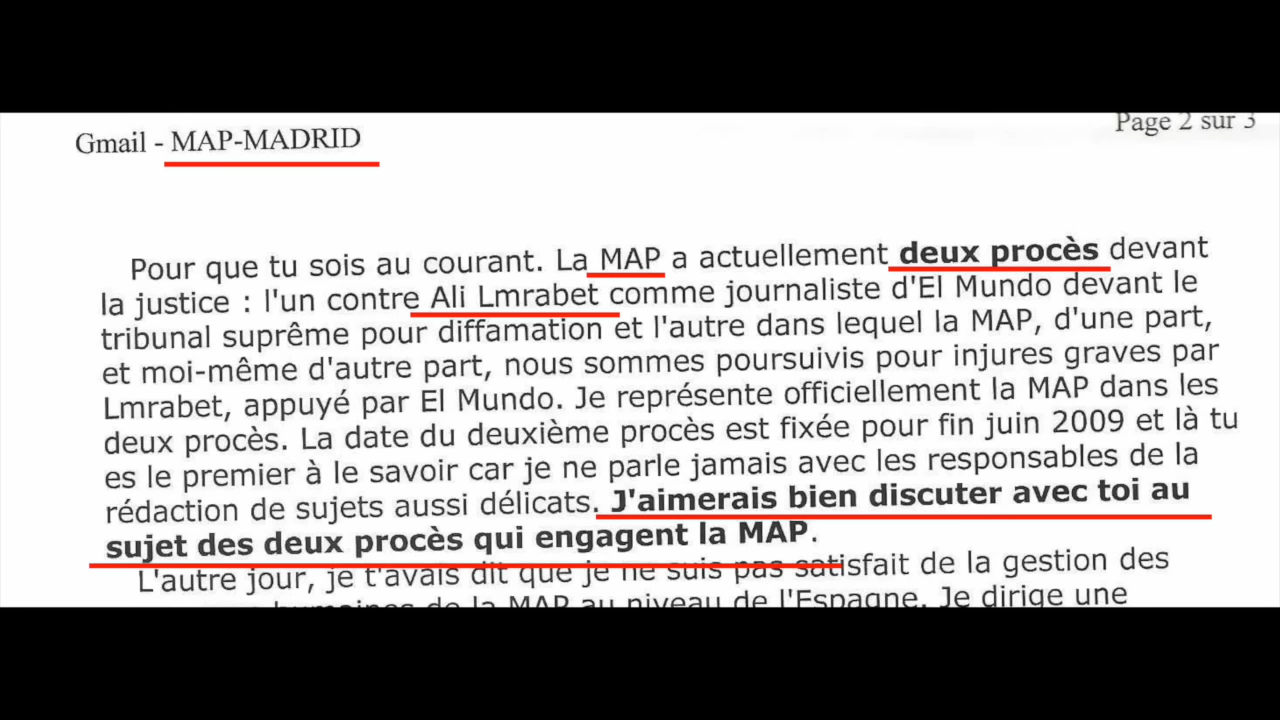 Gmail - MAP-MADRID
Page 2 sur 3
Pour que tu sois au courant. La MAP a actuellement deux procès devant
la justice : l'un contre Ali Lmrabet comme journaliste d'El Mundo devant le
tribunal suprême pour diffamation et l'autre dans lequel la MAP, d'une part,
et moi-même d'autre part, nous sommes poursuivis pour injures graves par
Lmrabet, appuyé par El Mundo. Je représente officiellement la MAP dans les
deux procès. La date du deuxième procès est fixée pour fin juin 2009 et là tu
es le premier à le savoir car je ne parle jamais avec les responsables de la
rédaction de sujets aussi délicats. J'aimerais bien discuter avec toi au
sujet des deux procès qui engagent la MAP.
L'autre jour, je t'avais dit que je ne suis pas satisfait de la gestion des
humaines de la MAP au niveau de l'Espagne. Je dirige une